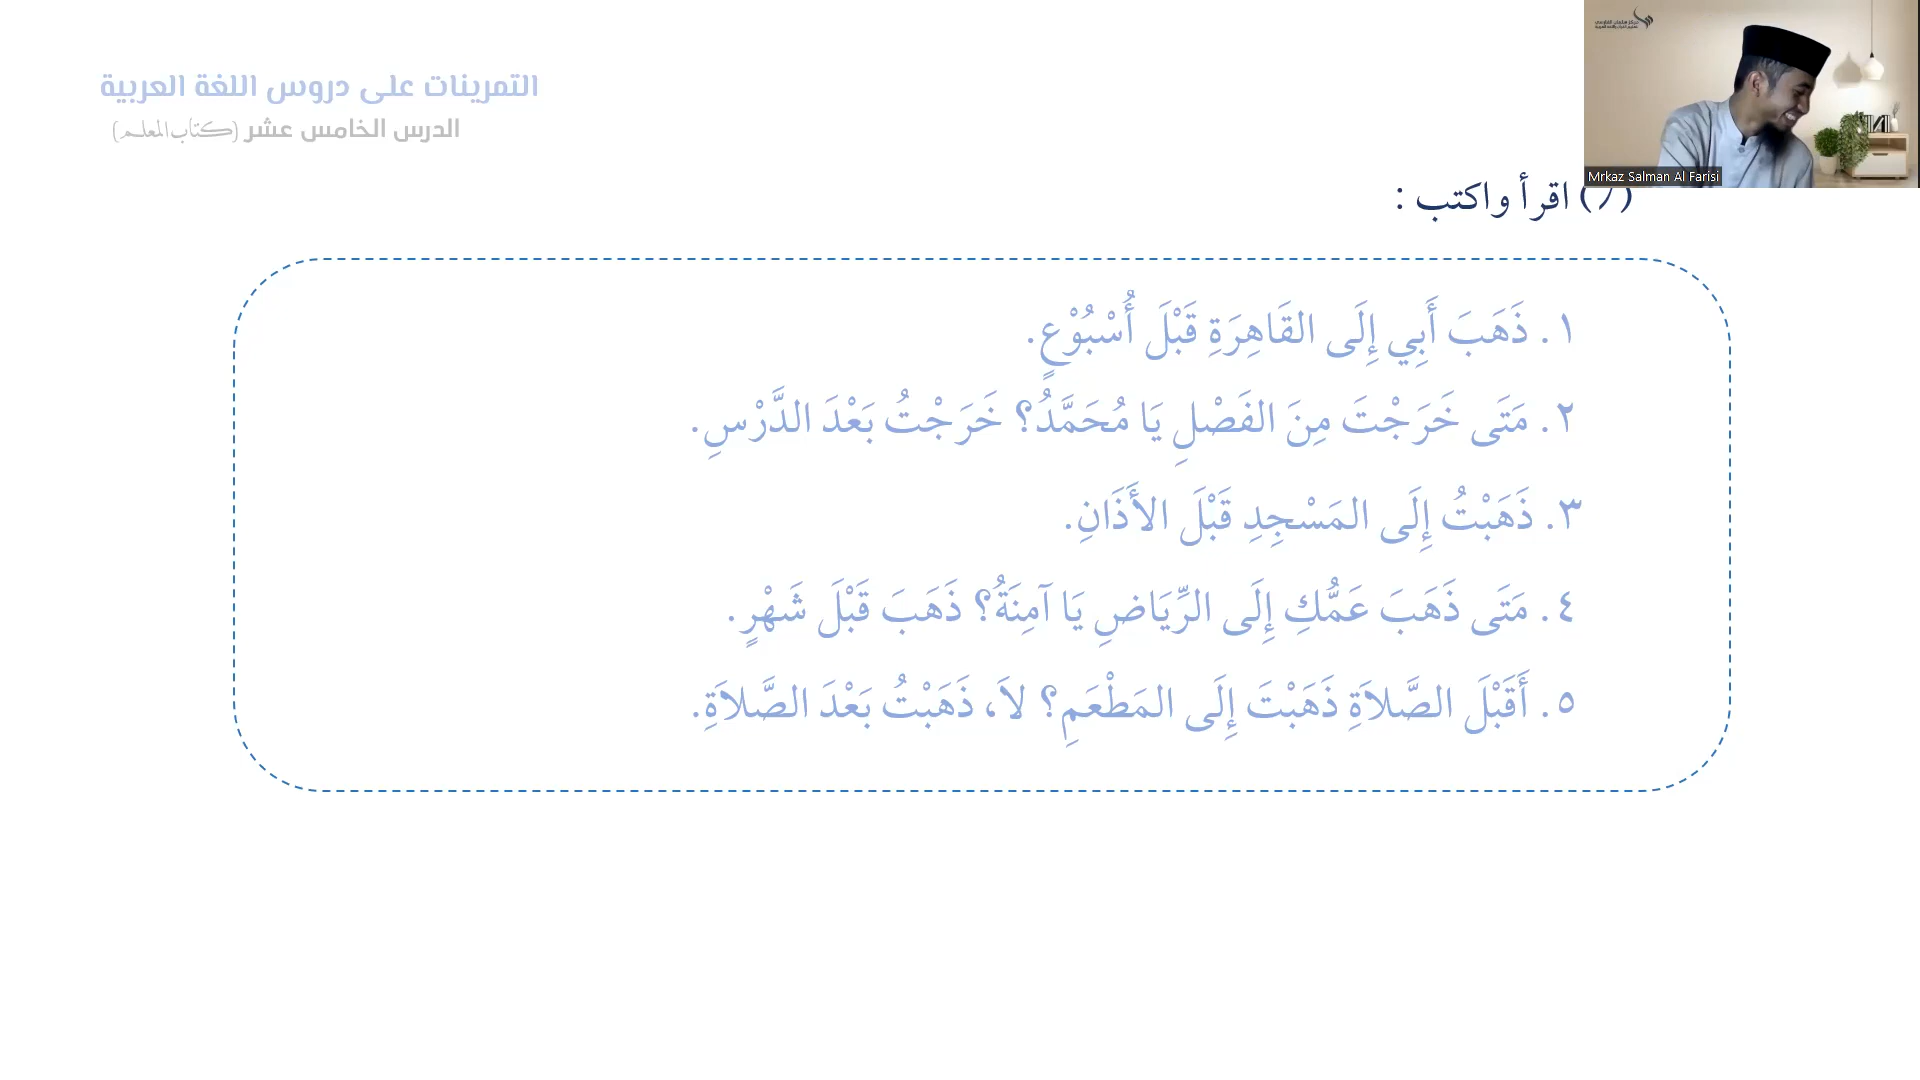 التمرينات على دروس اللغة العربية
الدرس الخامس عشر (كتاب المعلم)
Mrkaz Salman Al Farisi
اقرأ واكتب :
١. ذَهَبَ أَبِي إِلَى القَاهِرَةِ قَبْلَ أُسْبُوْعٍ.
٢. مَتَى خَرَجْتَ مِنَ الفَصْلِ يَا مُحَمَّدُ؟ خَرَجْتُ بَعْدَ الدَّرْسِ.
٣. ذَهَبْتُ إِلَى المَسْجِدِ قَبْلَ الأَذَانِ.
٤. مَتَى ذَهَبَ عَمُّكِ إِلَى الرِّيَاضِ يَا آمِنَةُ؟ ذَهَبَ قَبْلَ شَهْرٍ.
٥. أَقَبْلَ الصَّلاَةِ ذَهَبْتَ إِلَى المَطْعَمِ؟ لاَ، ذَهَبْتُ بَعْدَ الصَّلاَةِ.